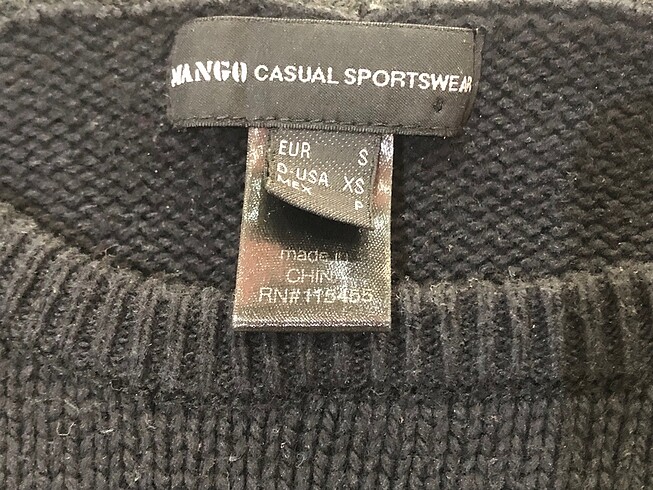 MANGO CASUAL SPORTSWEAR
EUR S
D-USA XS
MEX P
made in
CHINA
RN#115455